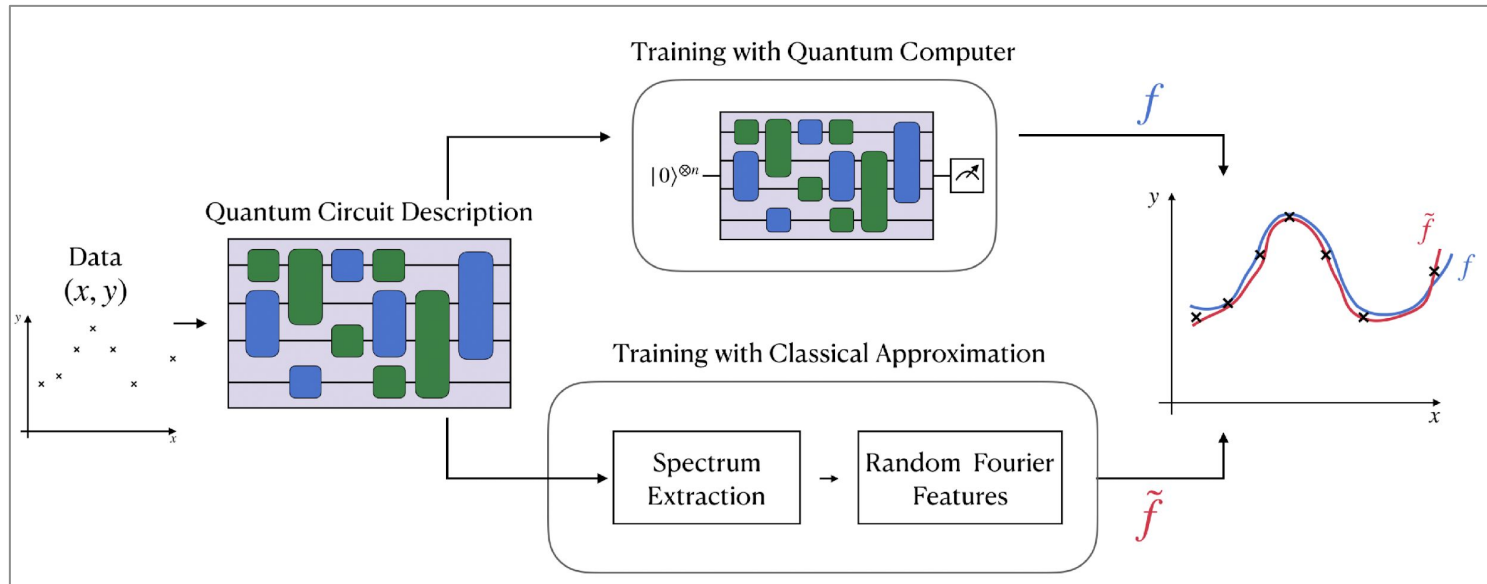 Training with Quantum Computer
f
|0⟩⊗n
Quantum Circuit Description
Data
(x, y)
y
x
y
f̃
f
x
Training with Classical Approximation
Spectrum
Extraction
Random Fourier
Features
f̃